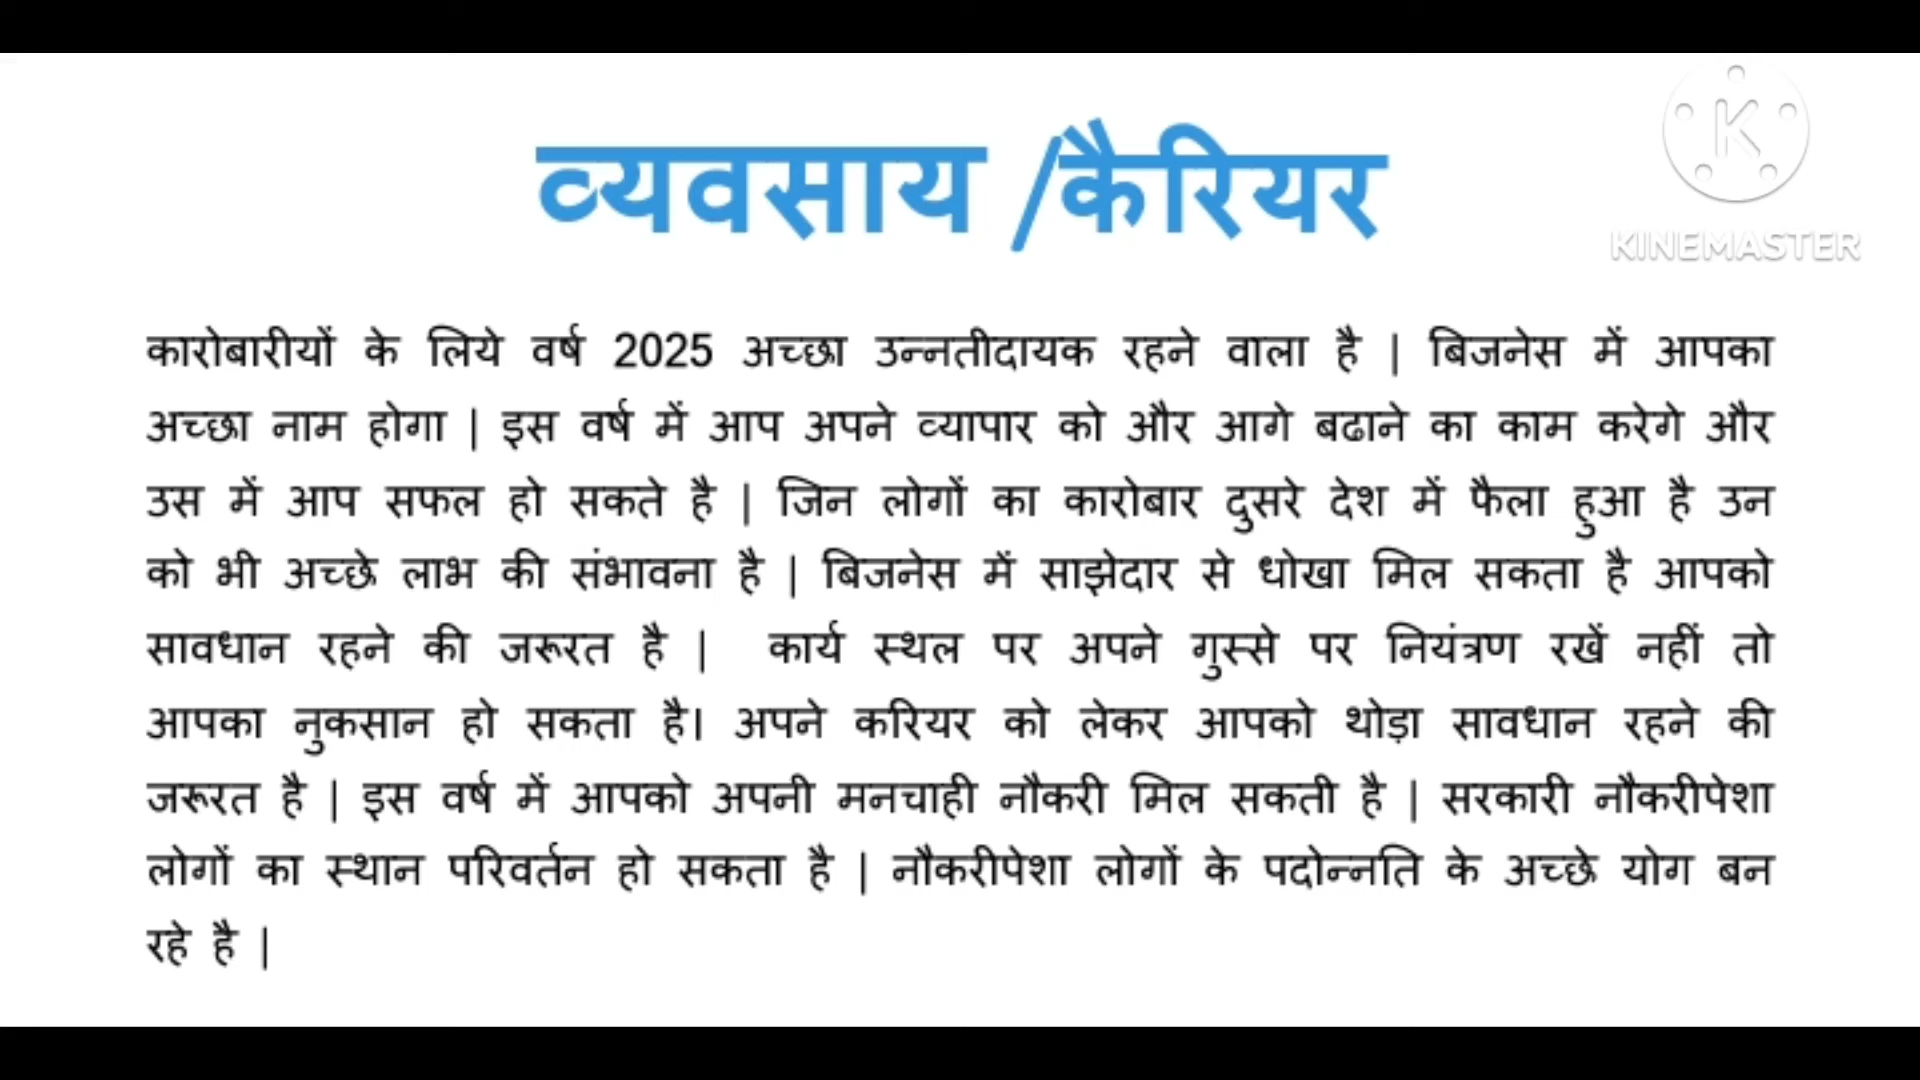 व्यवसाय /कैरियर
KINEMASTER
कारोबारीयों के लिये वर्ष 2025 अच्छा उन्नतीदायक रहने वाला है | बिजनेस में आपका
अच्छा नाम होगा | इस वर्ष में आप अपने व्यापार को और आगे बढाने का काम करेगे और
उस में आप सफल हो सकते है | जिन लोगों का कारोबार दुसरे देश में फैला हुआ है उन
को भी अच्छे लाभ की संभावना है | बिजनेस में साझेदार से धोखा मिल सकता है आपको
सावधान रहने की जरूरत है | कार्य स्थल पर अपने गुस्से पर नियंत्रण रखें नहीं तो
आपका नुकसान हो सकता है। अपने करियर को लेकर आपको थोड़ा सावधान रहने की
जरूरत है | इस वर्ष में आपको अपनी मनचाही नौकरी मिल सकती है | सरकारी नौकरीपेशा
लोगों का स्थान परिवर्तन हो सकता है | नौकरीपेशा लोगों के पदोन्नति के अच्छे योग बन
रहे है |